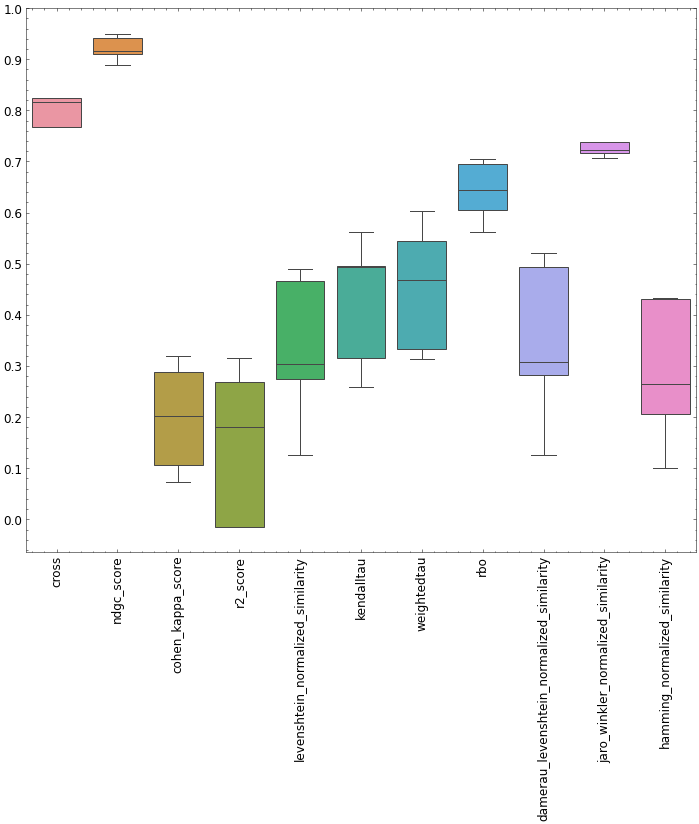 1.0
0.9
0.8
0.7
0.6
0.5
0.4
0.3
0.2
0.1
0.0
cross
ndgc_score
cohen_kappa_score
r2_score
levenshtein_normalized_similarity
kendalltau
weightedtau
rbo
damerau_levenshtein_normalized_similarity
jaro_winkler_normalized_similarity
hamming_normalized_similarity